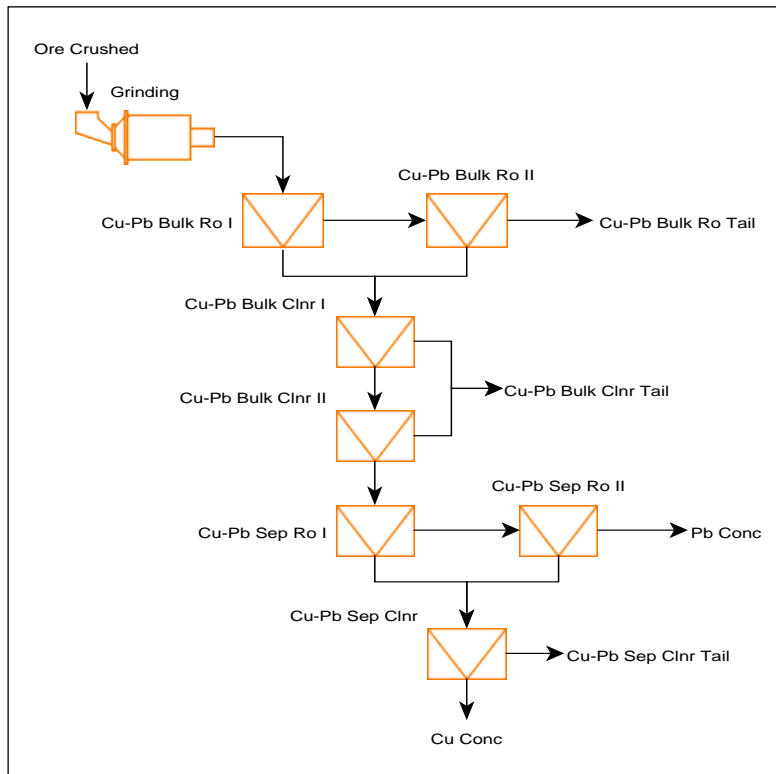 Ore Crushed
Grinding
Cu-Pb Bulk Ro II
Cu-Pb Bulk Ro I
Cu-Pb Bulk Ro Tail
Cu-Pb Bulk Clnr I
Cu-Pb Bulk Clnr II
Cu-Pb Bulk Clnr Tail
Cu-Pb Sep Ro II
Cu-Pb Sep Ro I
Pb Conc
Cu-Pb Sep Clnr
Cu-Pb Sep Clnr Tail
Cu Conc